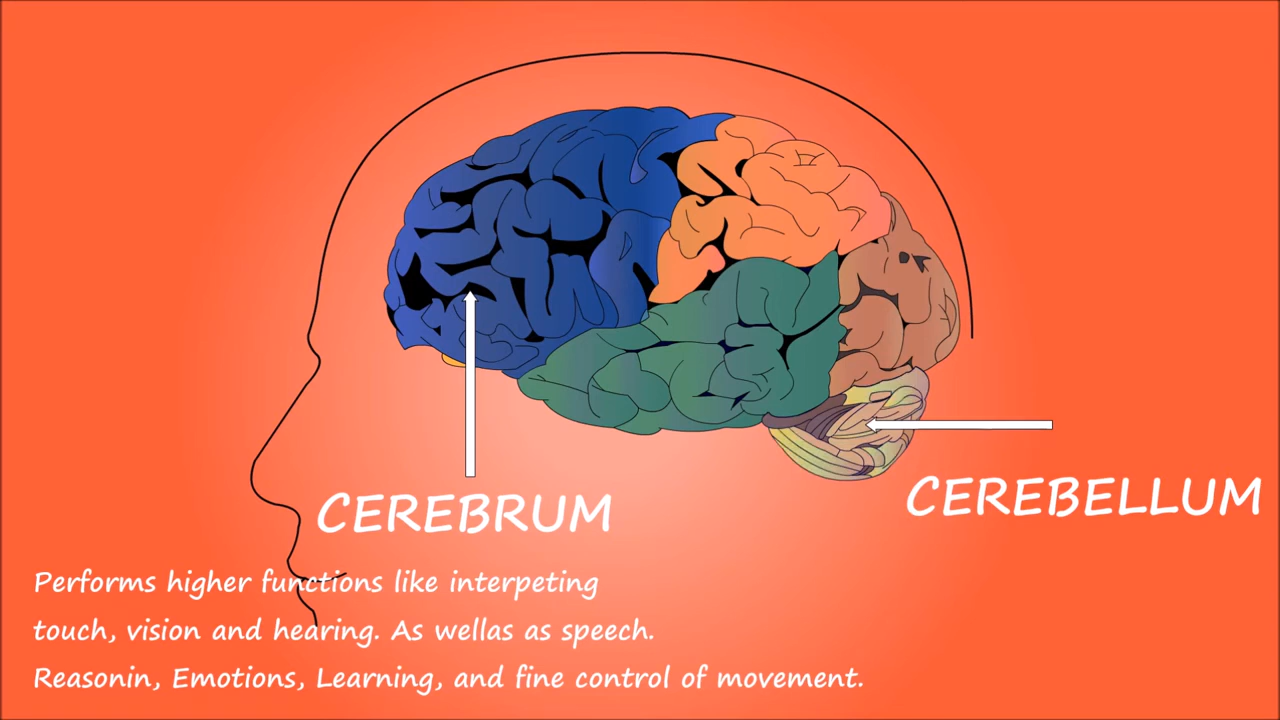 CEREBRUM
CEREBELLUM
Performs higher functions like interpeting
touch, vision and hearing. As wellas as speech.
Reasonin, Emotions, Learning, and fine control of movement.